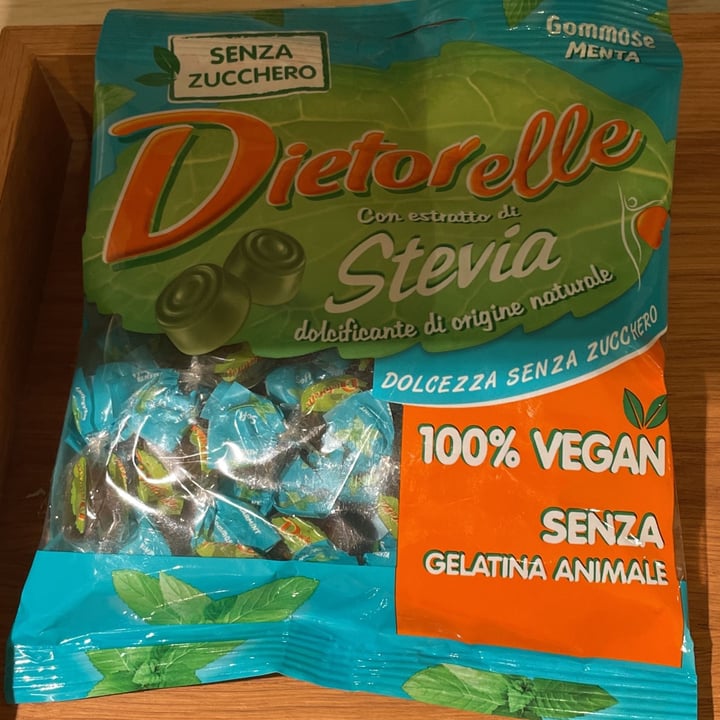 SENZA
ZUCCHERO
Gommose
MENTA
Dietorelle
Con estratto di
Stevia
dolcificante di origine naturale
DOLCEZZA SENZA ZUCCHERO
100% VEGAN
SENZA
GELATINA ANIMALE